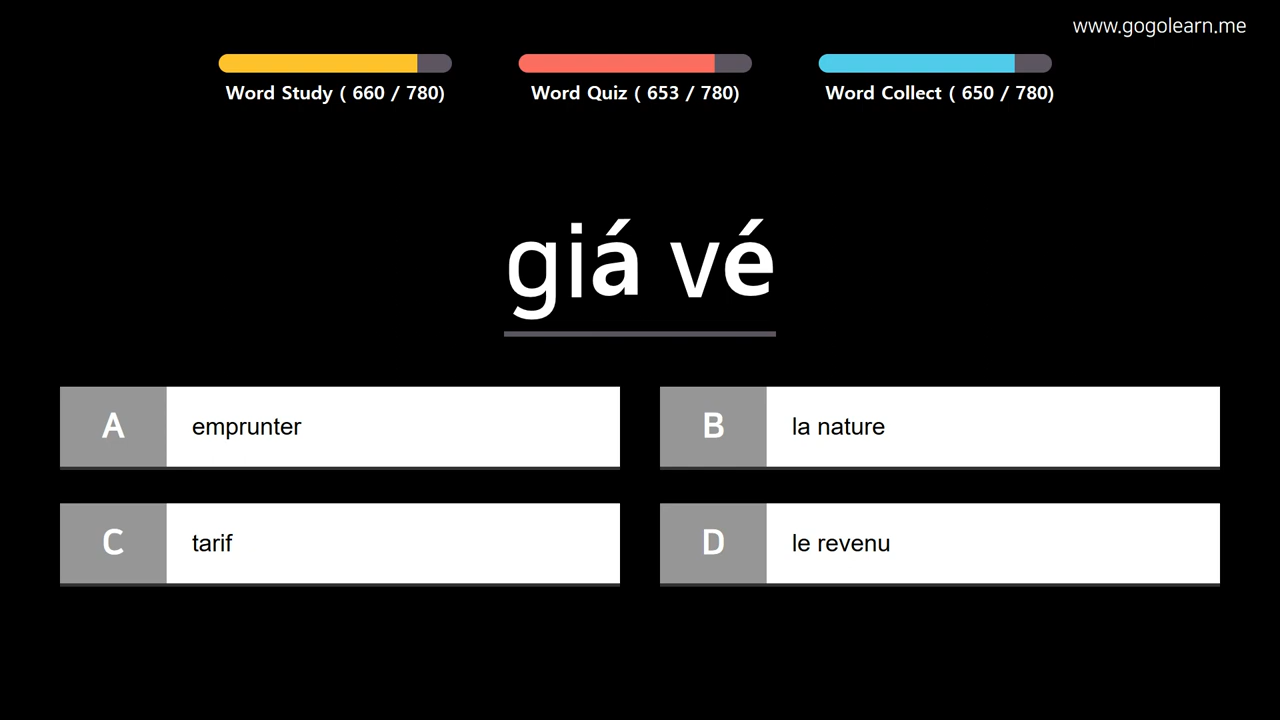 www.gogolearn.me
Word Study ( 660 / 780)
Word Quiz ( 653 / 780)
Word Collect ( 650 / 780)
giá vé
A emprunter
B la nature
C tarif
D le revenu